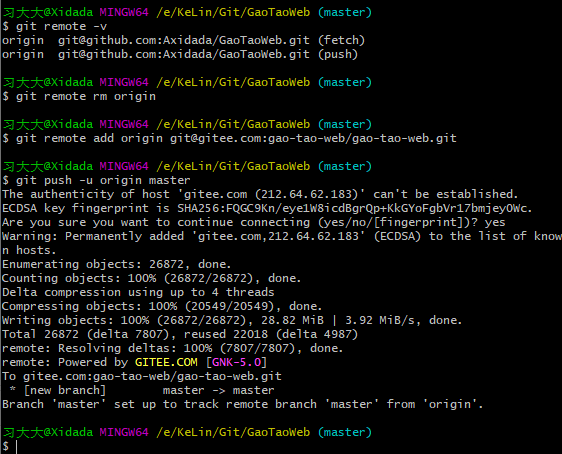 习大大@Xidada MINGW64 /e/KeLin/Git/GaoTaoWeb (master)
$ git remote -v
origin  git@github.com:Axidada/GaoTaoWeb.git (fetch)
origin  git@github.com:Axidada/GaoTaoWeb.git (push)
习大大@Xidada MINGW64 /e/KeLin/Git/GaoTaoWeb (master)
$ git remote rm origin
习大大@Xidada MINGW64 /e/KeLin/Git/GaoTaoWeb (master)
$ git remote add origin git@gitee.com:gao-tao-web/gao-tao-web.git
习大大@Xidada MINGW64 /e/KeLin/Git/GaoTaoWeb (master)
$ git push -u origin master
The authenticity of host 'gitee.com (212.64.62.183)' can't be established.
ECDSA key fingerprint is SHA256:FQGC9Kn/eye1W8icdBgrQp+KkGYoFgbVr17bmjeyOWc.
Are you sure you want to continue connecting (yes/no/[fingerprint])? yes
Warning: Permanently added 'gitee.com,212.64.62.183' (ECDSA) to the list of know
n hosts.
Enumerating objects: 26872, done.
Counting objects: 100% (26872/26872), done.
Delta compression using up to 4 threads
Compressing objects: 100% (20549/20549), done.
Writing objects: 100% (26872/26872), 28.82 MiB | 3.92 MiB/s, done.
Total 26872 (delta 7807), reused 22018 (delta 4987)
remote: Resolving deltas: 100% (7807/7807), done.
remote: Powered by GITEE.COM [GNK-5.0]
To gitee.com:gao-tao-web/gao-tao-web.git
 * [new branch]        master -> master
Branch 'master' set up to track remote branch 'master' from 'origin'.
习大大@Xidada MINGW64 /e/KeLin/Git/GaoTaoWeb (master)
$